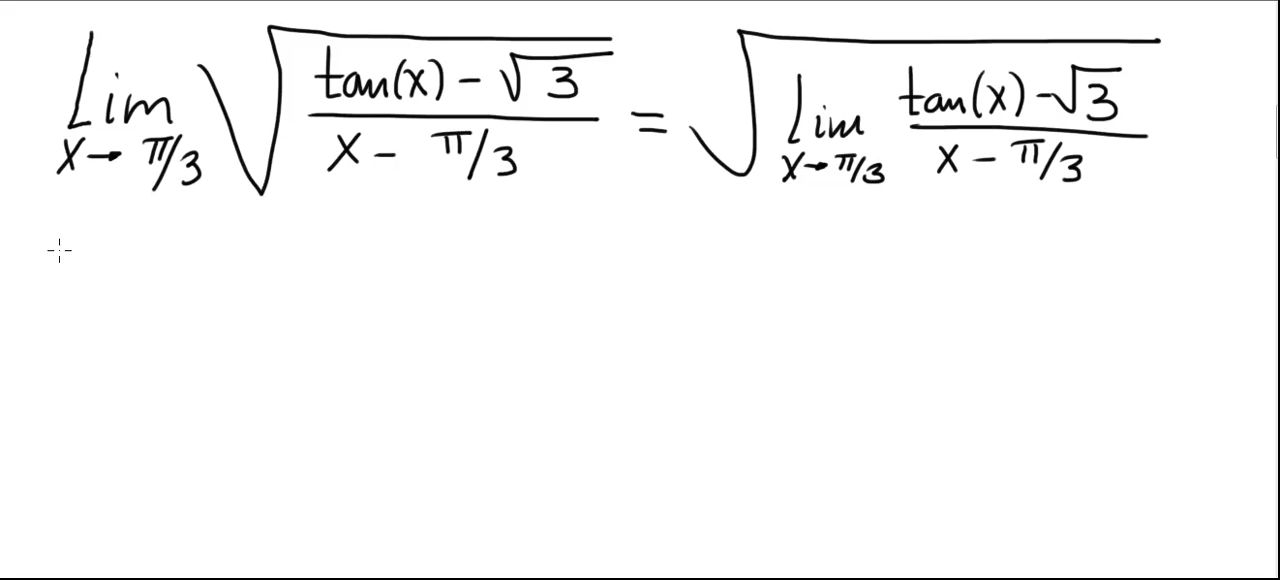 Lim x→π/3 √((tan(x) - √3)/(x - π/3)) = √(Lim x→π/3 (tan(x) - √3)/(x - π/3))